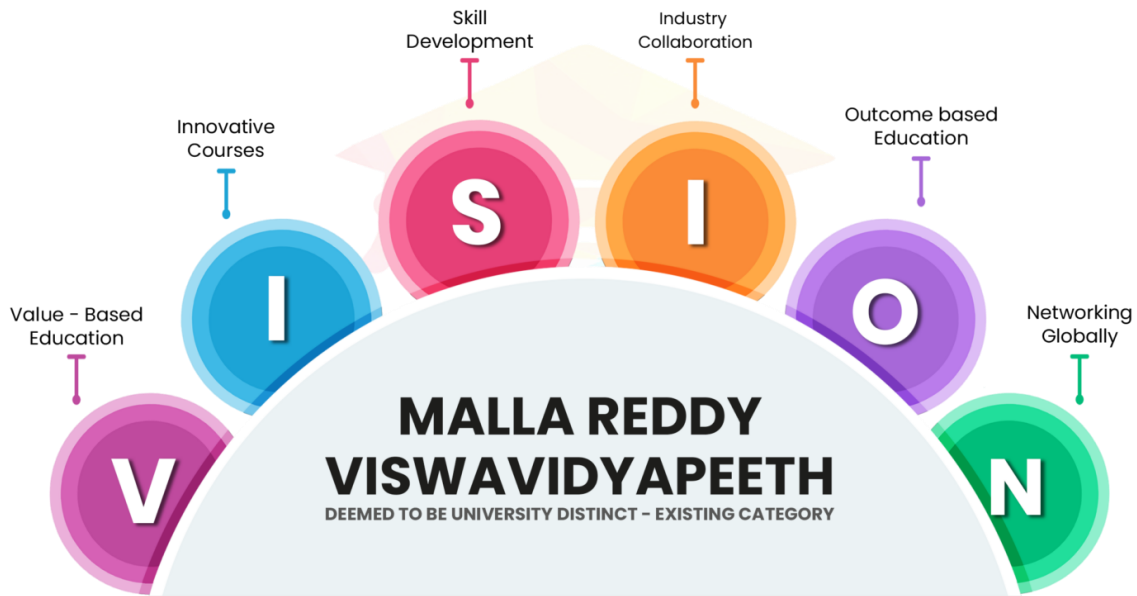 Skill
Development
Industry
Collaboration
Innovative
Courses
Outcome based
Education
Value - Based
Education
Networking
Globally
V
I
S
I
O
N
MALLA REDDY
VISWAVIDYAPEETH
DEEMED TO BE UNIVERSITY DISTINCT - EXISTING CATEGORY